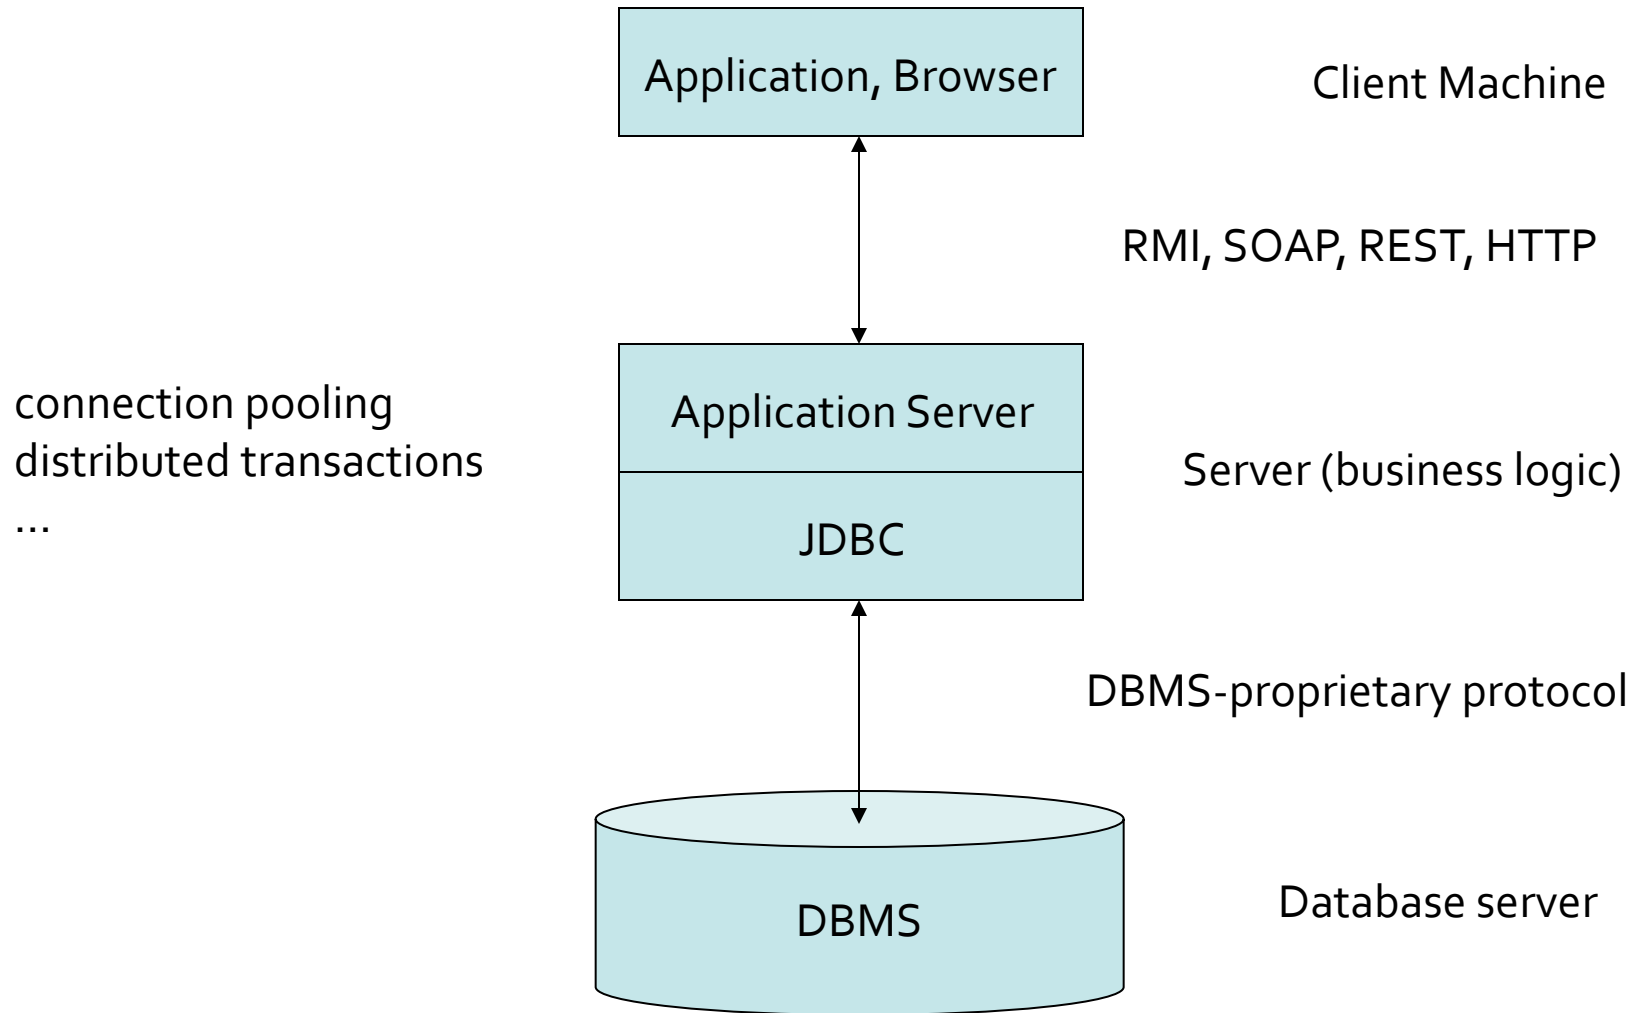 Application, Browser
Client Machine
RMI, SOAP, REST, HTTP
connection pooling
distributed transactions
...
Application Server
JDBC
Server (business logic)
DBMS-proprietary protocol
DBMS
Database server